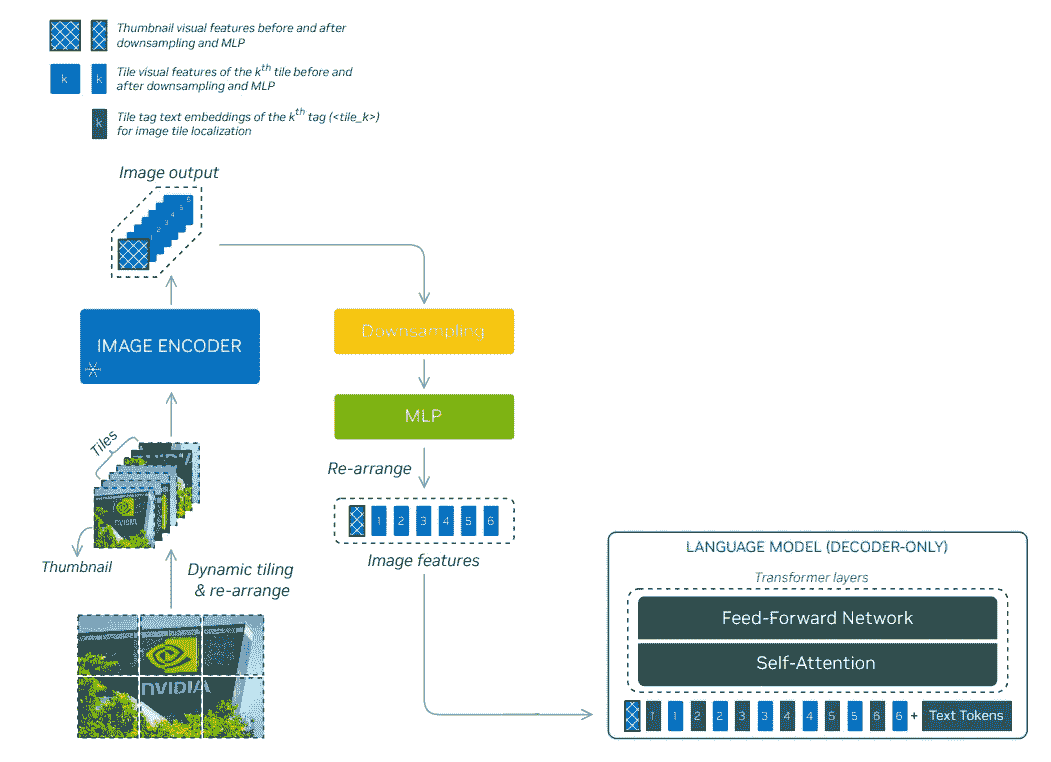 Thumbnail visual features before and after
downsampling and MLP
k k
Tile visual features of the kth tile before and
after downsampling and MLP
k
Tile tag text embeddings of the kth tag (<tile_k>)
for image tile localization
Image output
1 2 3 4 5 6
IMAGE ENCODER
Downsampling
MLP
Re-arrange
1 2 3 4 5 6
Image features
Tiles
NVIDIA
Thumbnail
Dynamic tiling
& re-arrange
NVIDIA
LANGUAGE MODEL (DECODER-ONLY)
Transformer layers
Feed-Forward Network
Self-Attention
1 1 2 2 3 3 4 4 5 5 6 6 + Text Tokens